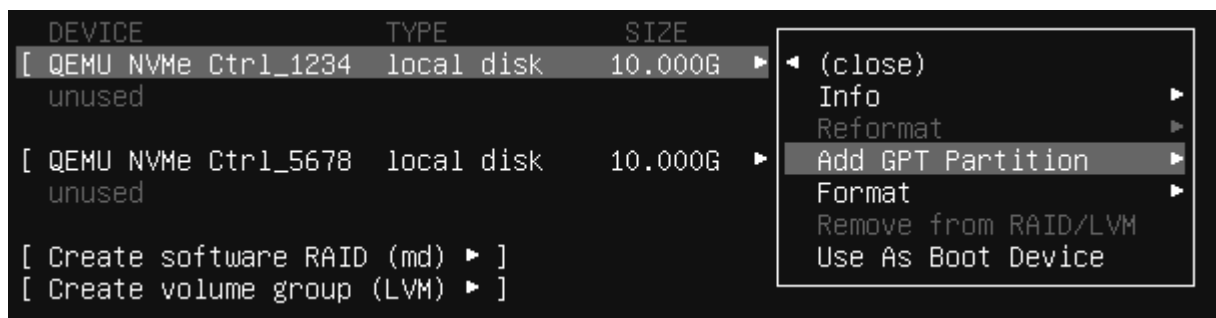 DEVICE TYPE SIZE
[ QEMU NVMe Ctrl_1234 local disk 10.000G ►
unused
[ QEMU NVMe Ctrl_5678 local disk 10.000G ►
unused
[ Create software RAID (md) ► ]
[ Create volume group (LVM) ► ]
◄ (close)
Info ►
Reformat ►
Add GPT Partition ►
Format ►
Remove from RAID/LVM
Use As Boot Device